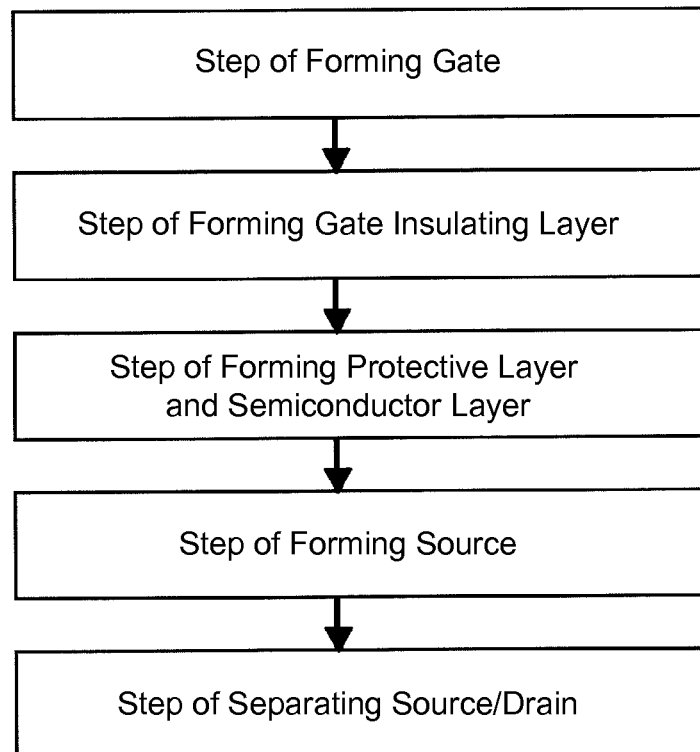 Step of Forming Gate
Step of Forming Gate Insulating Layer
Step of Forming Protective Layer
and Semiconductor Layer
Step of Forming Source
Step of Separating Source/Drain